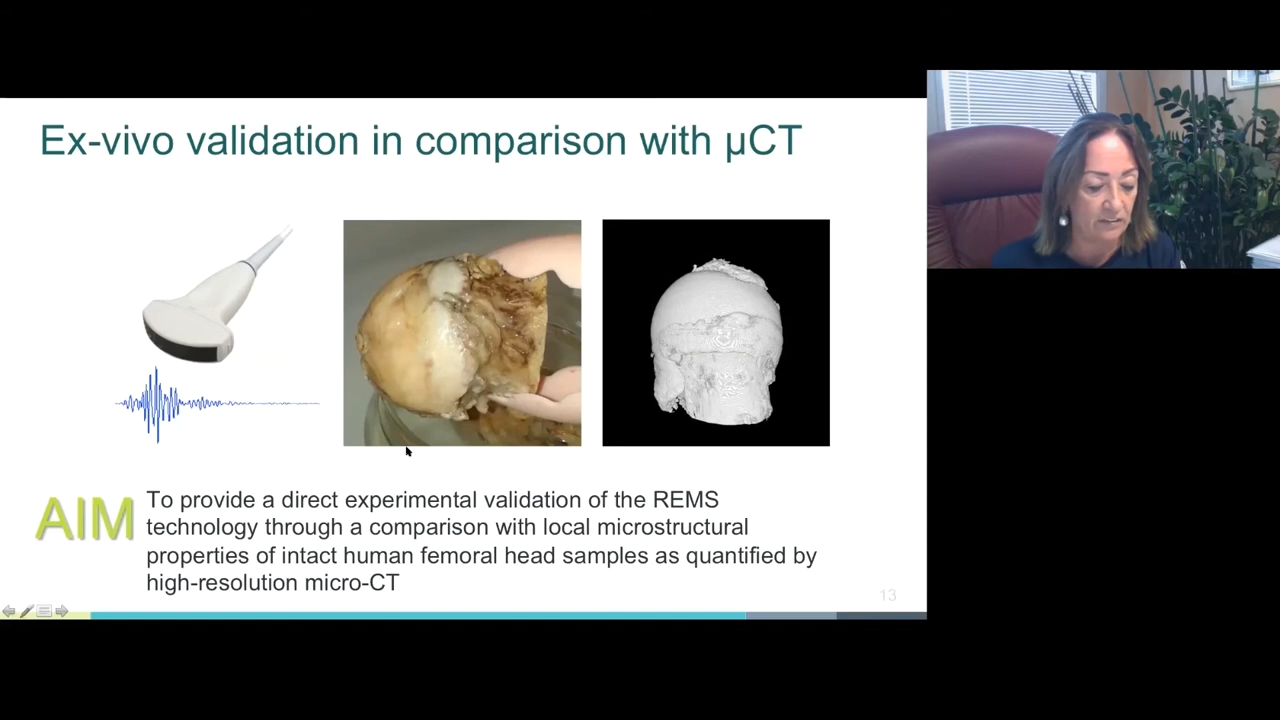 Ex-vivo validation in comparison with µCT
AIM
To provide a direct experimental validation of the REMS
technology through a comparison with local microstructural
properties of intact human femoral head samples as quantified by
high-resolution micro-CT
13